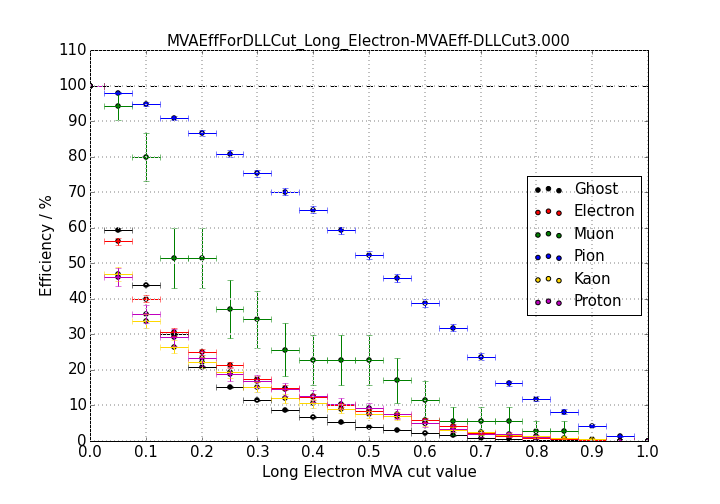 MVAEffForDLLCut_Long_Electron-MVAEff-DLLCut3.000
110
100
90
80
70
60
50
40
30
20
10
0
Efficiency / %
Ghost
Electron
Muon
Pion
Kaon
Proton
0.0 0.1 0.2 0.3 0.4 0.5 0.6 0.7 0.8 0.9 1.0
Long Electron MVA cut value